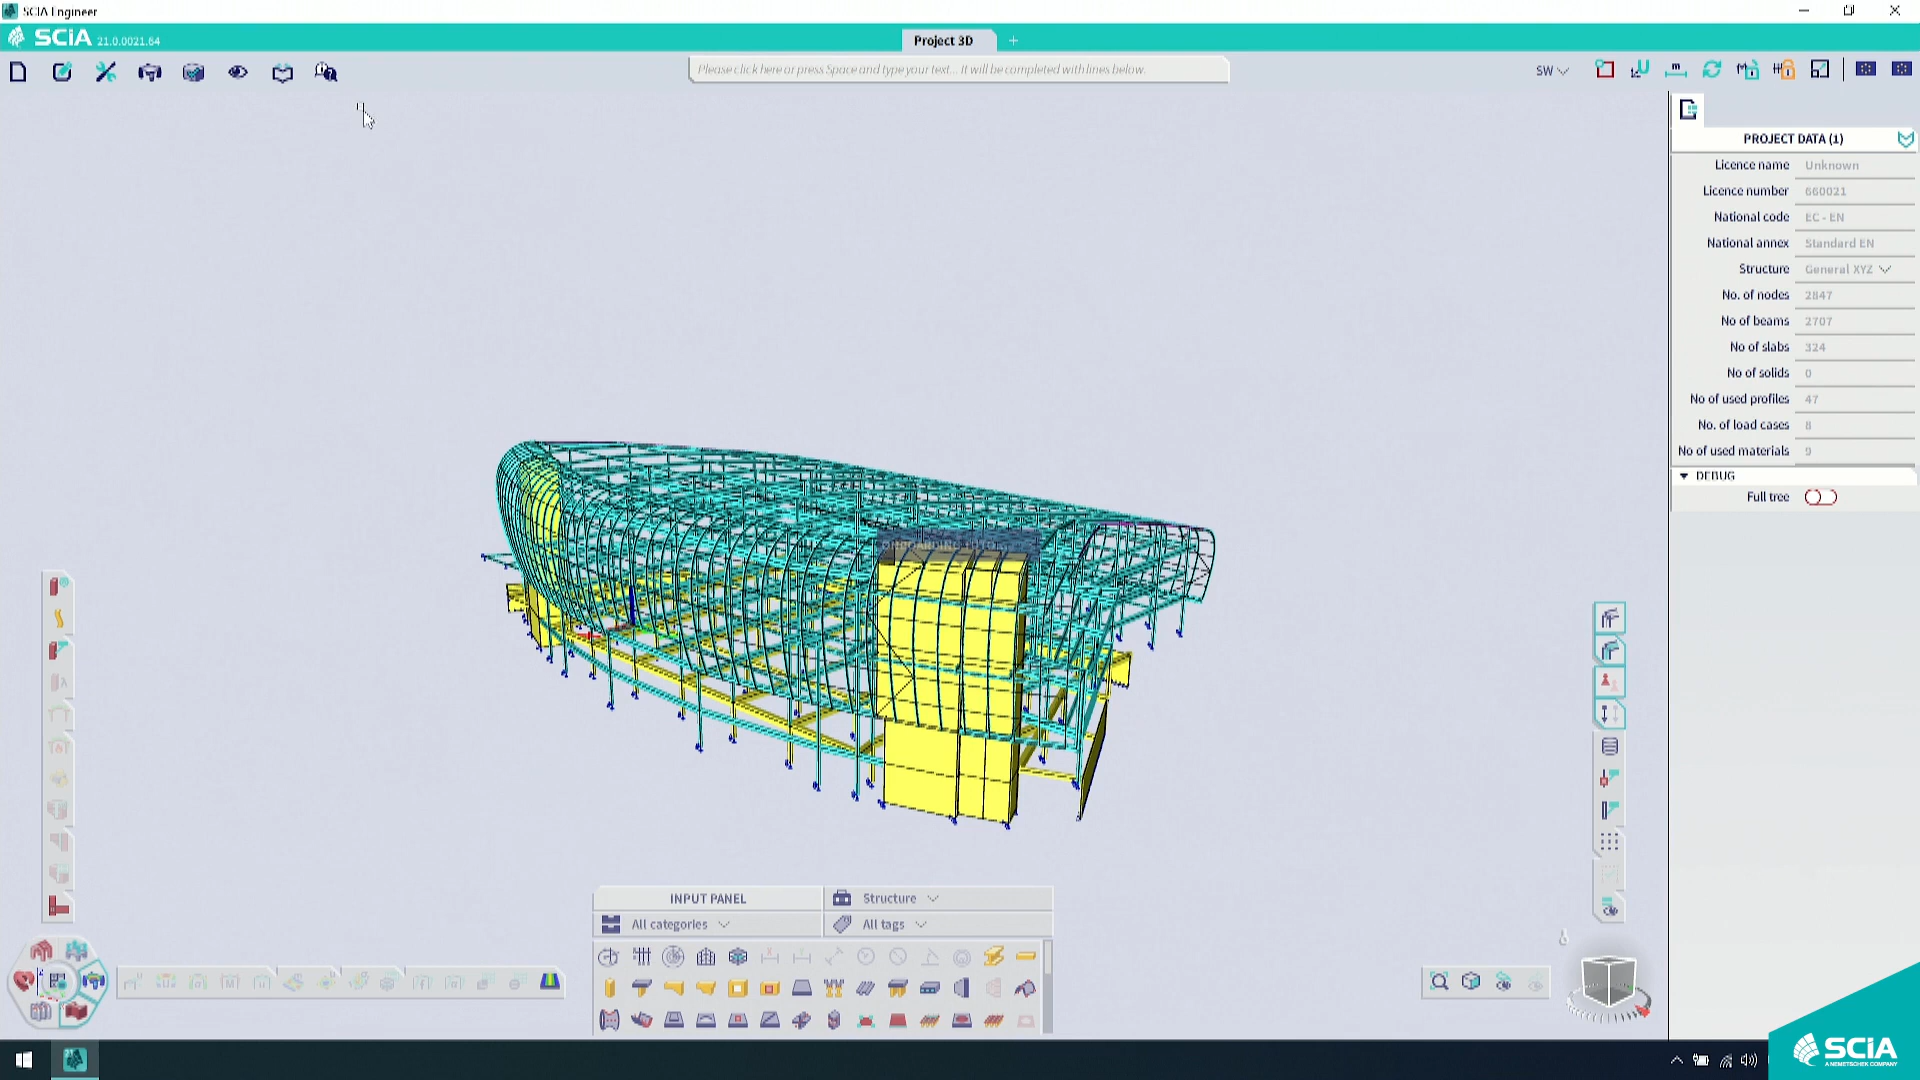 SCIA Engineer
SCIA 21.0.0021.64
Project 3D
Please click here or press Space and type your text... It will be completed with lines below.
SW
PROJECT DATA (1)
Licence name Unknown
Licence number 660021
National code EC - EN
National annex Standard EN
Structure General XYZ
No. of nodes 2847
No of beams 2707
No of slabs 324
No of solids 0
No of used profiles 47
No. of load cases 8
No of used materials 9
DEBUG
Full tree
INPUT PANEL
Structure
All categories
All tags
SCIA
A NEMETSCHEK COMPANY